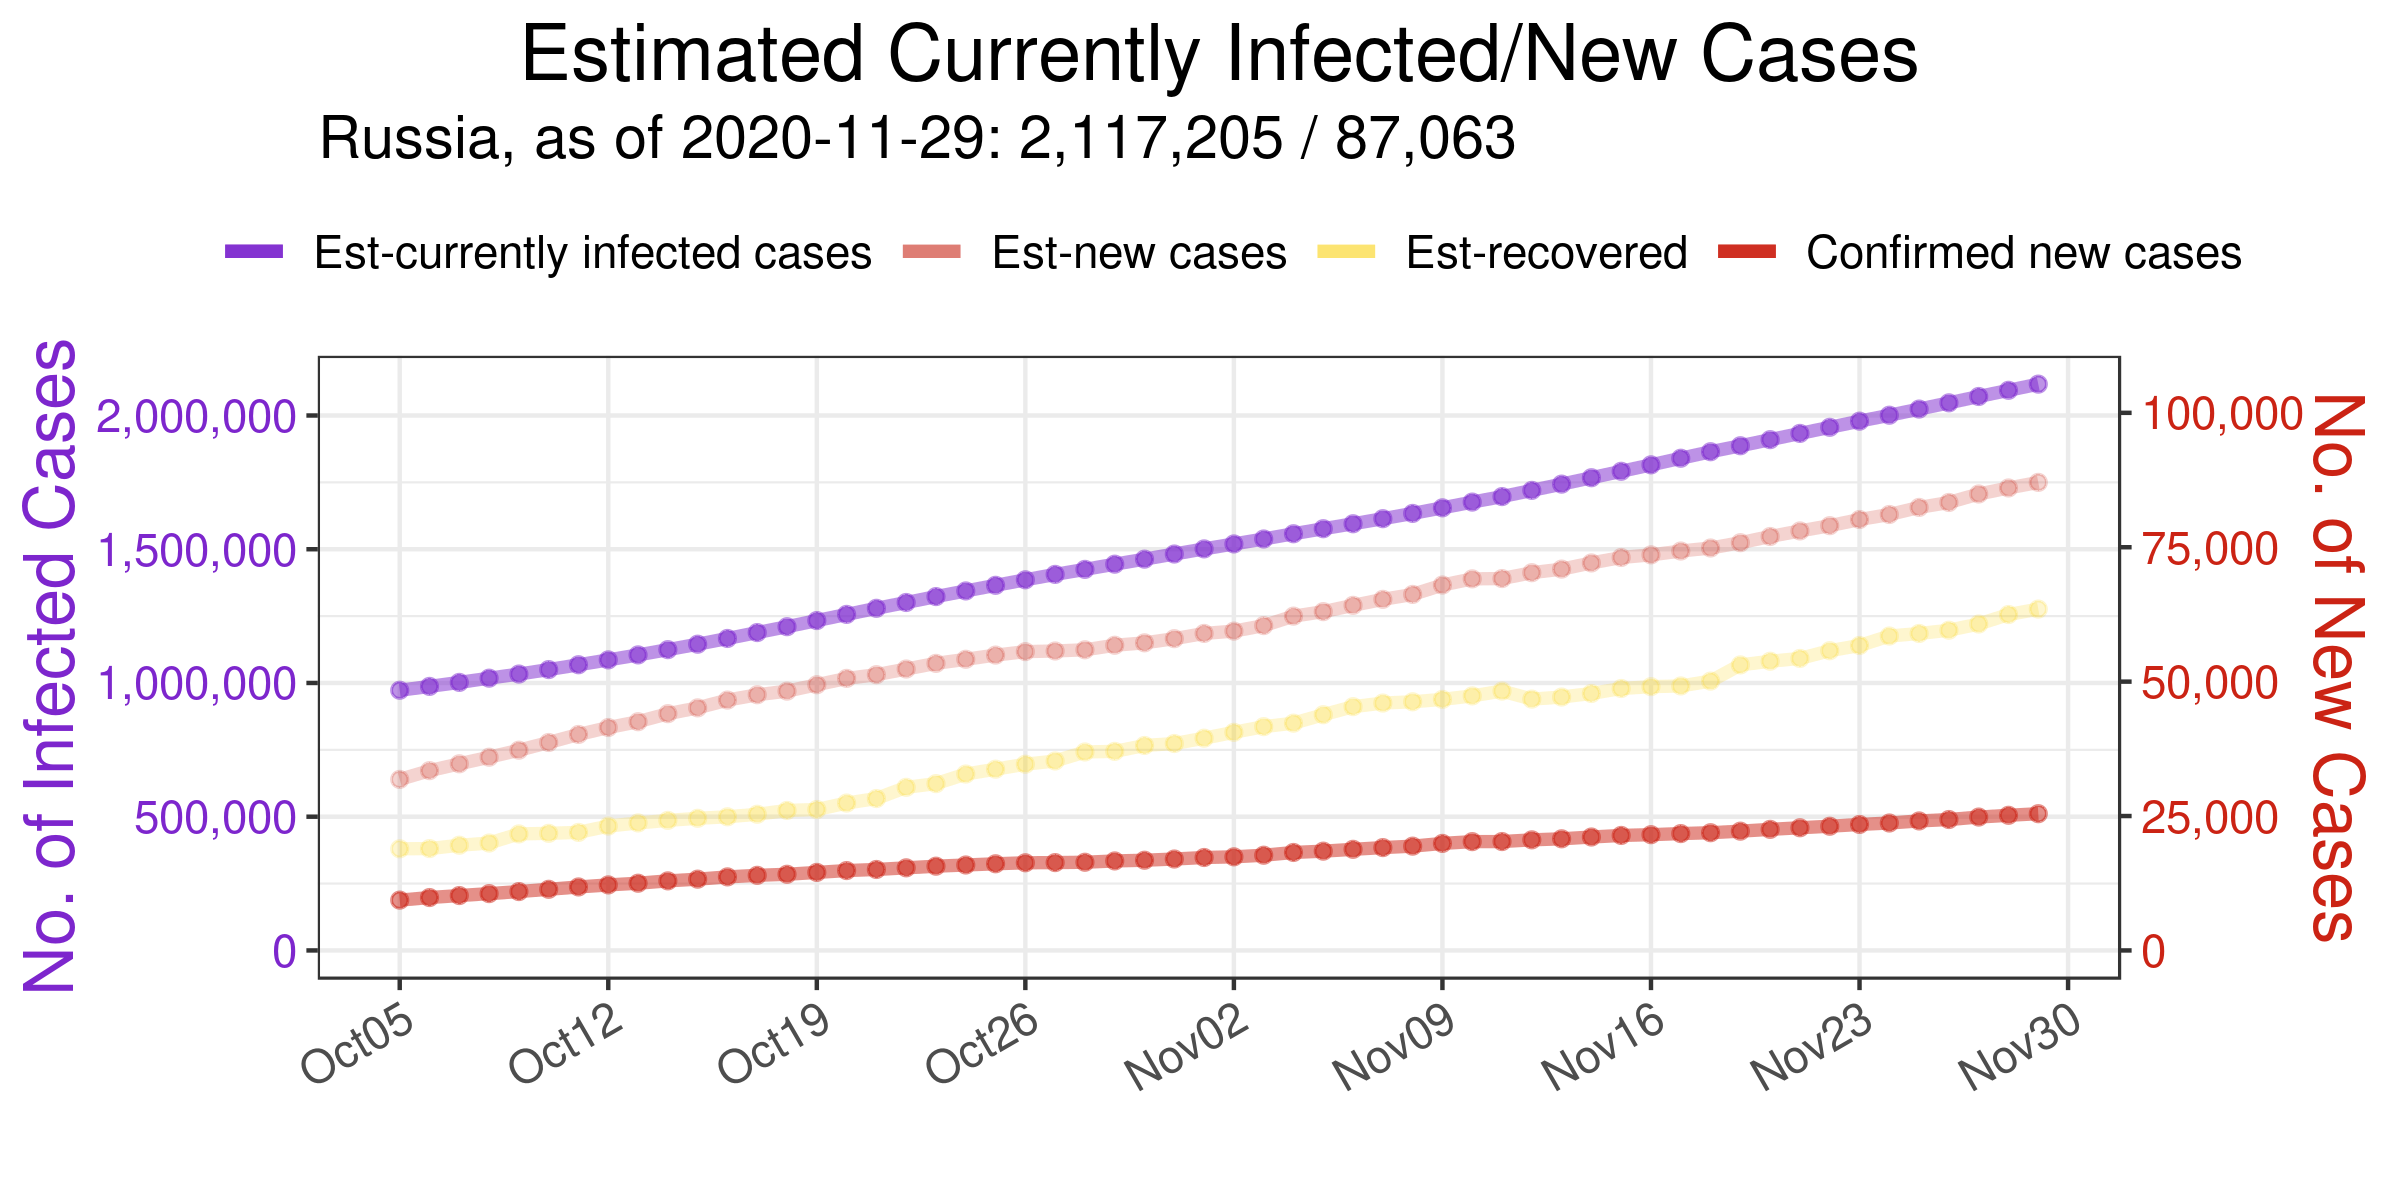 Estimated Currently Infected/New Cases
Russia, as of 2020-11-29: 2,117,205 / 87,063
Est-currently infected cases Est-new cases Est-recovered Confirmed new cases
No. of Infected Cases
2,000,000
1,500,000
1,000,000
500,000
0
100,000
75,000
50,000
25,000
0
No. of New Cases
Oct05 Oct12 Oct19 Oct26 Nov02 Nov09 Nov16 Nov23 Nov30